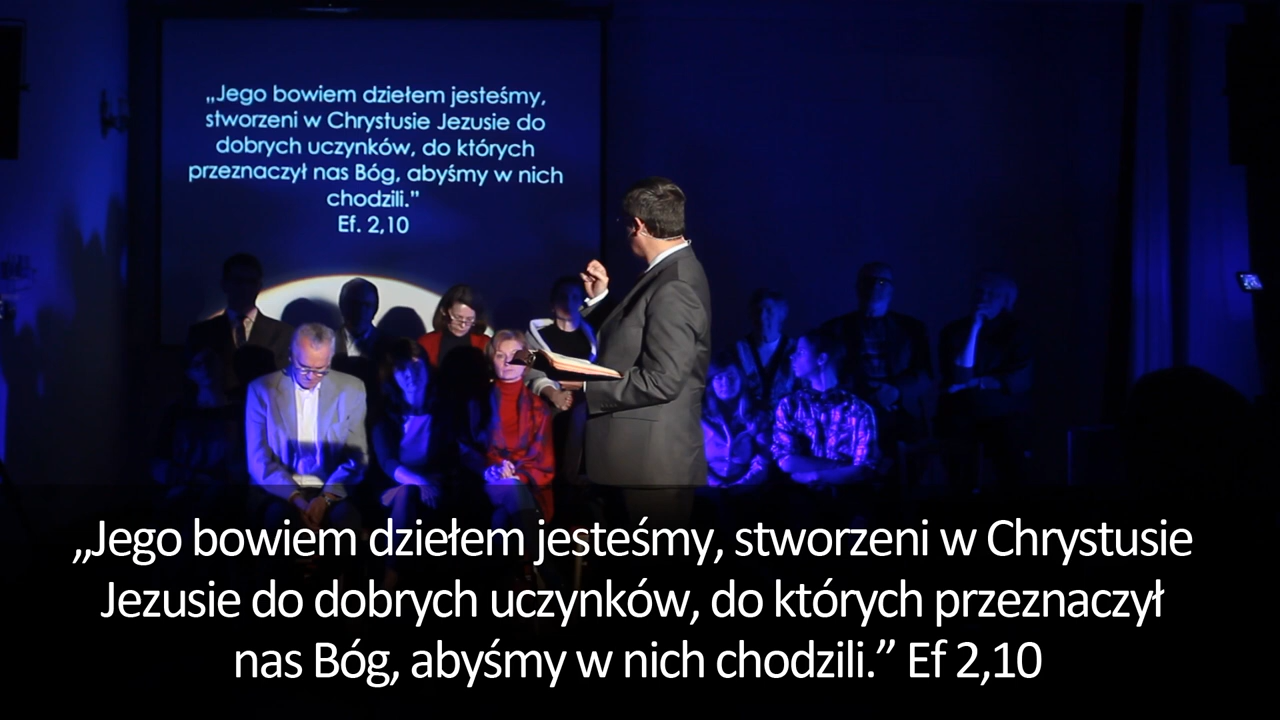 „Jego bowiem dziełem jesteśmy,
stworzeni w Chrystusie Jezusie do
dobrych uczynków, do których
przeznaczył nas Bóg, abyśmy w nich
chodzili.”
Ef. 2,10
„Jego bowiem dziełem jesteśmy, stworzeni w Chrystusie
Jezusie do dobrych uczynków, do których przeznaczył
nas Bóg, abyśmy w nich chodzili.” Ef 2,10